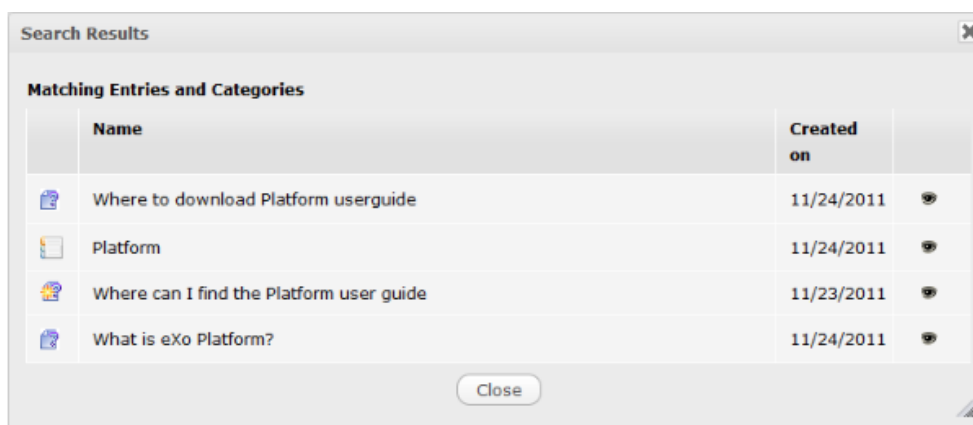 Search Results
Matching Entries and Categories
Name
Created
on
Where to download Platform userguide 11/24/2011
Platform 11/24/2011
Where can I find the Platform user guide 11/23/2011
What is eXo Platform? 11/24/2011
Close